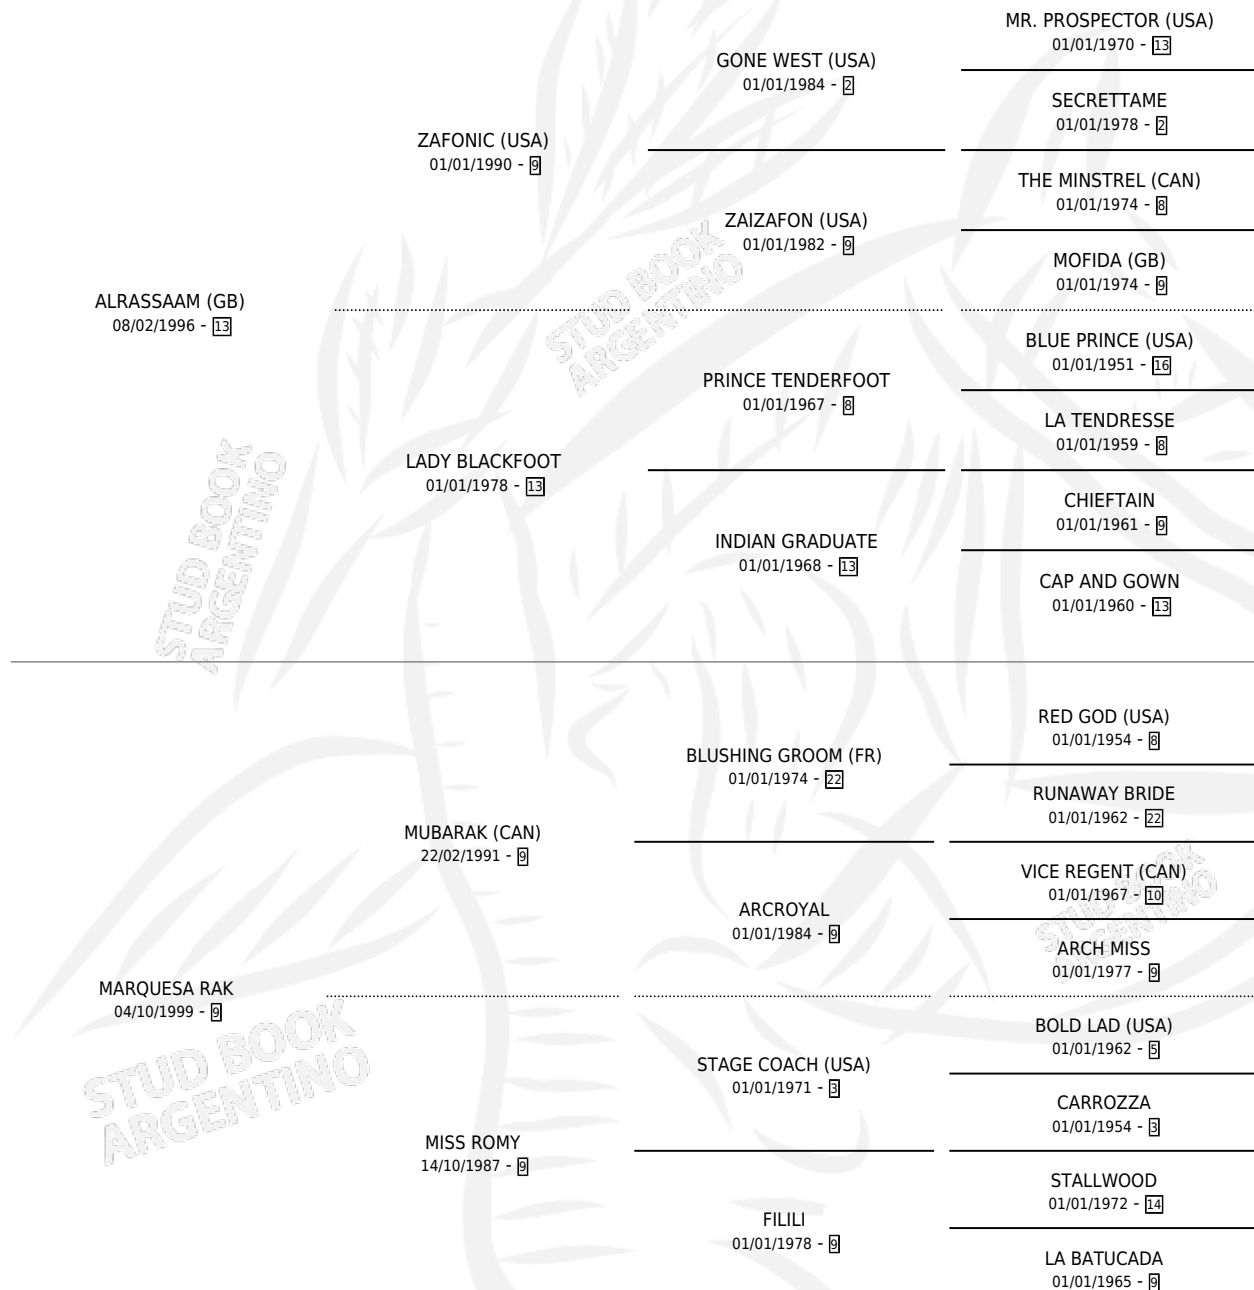 MR. PROSPECTOR (USA)
01/01/1970 - 13
GONE WEST (USA)
01/01/1984 - 2
SECRETTAME
01/01/1978 - 2
ZAFONIC (USA)
01/01/1990 - 9
THE MINSTREL (CAN)
01/01/1974 - 8
ZAIZAFON (USA)
01/01/1982 - 9
MOFIDA (GB)
01/01/1974 - 9
ALRASSAAM (GB)
08/02/1996 - 13
STUD BOOK
ARGENTINO
BLUE PRINCE (USA)
01/01/1951 - 16
PRINCE TENDERFOOT
01/01/1967 - 8
LA TENDRESSE
01/01/1959 - 8
LADY BLACKFOOT
01/01/1978 - 13
CHIEFTAIN
01/01/1961 - 9
INDIAN GRADUATE
01/01/1968 - 13
CAP AND GOWN
01/01/1960 - 13
STUD BOOK
ARGENTINO
RED GOD (USA)
01/01/1954 - 8
BLUSHING GROOM (FR)
01/01/1974 - 22
RUNAWAY BRIDE
01/01/1962 - 22
MUBARAK (CAN)
22/02/1991 - 9
VICE REGENT (CAN)
01/01/1967 - 10
STUD BOOK
ARGENTINO
ARCROYAL
01/01/1984 - 9
ARCH MISS
01/01/1977 - 9
MARQUESA RAK
04/10/1999 - 9
STUD BOOK
ARGENTINO
BOLD LAD (USA)
01/01/1962 - 5
STAGE COACH (USA)
01/01/1971 - 3
CARROZZA
01/01/1954 - 3
MISS ROMY
14/10/1987 - 9
STALLWOOD
01/01/1972 - 14
FILILI
01/01/1978 - 9
LA BATUCADA
01/01/1965 - 9